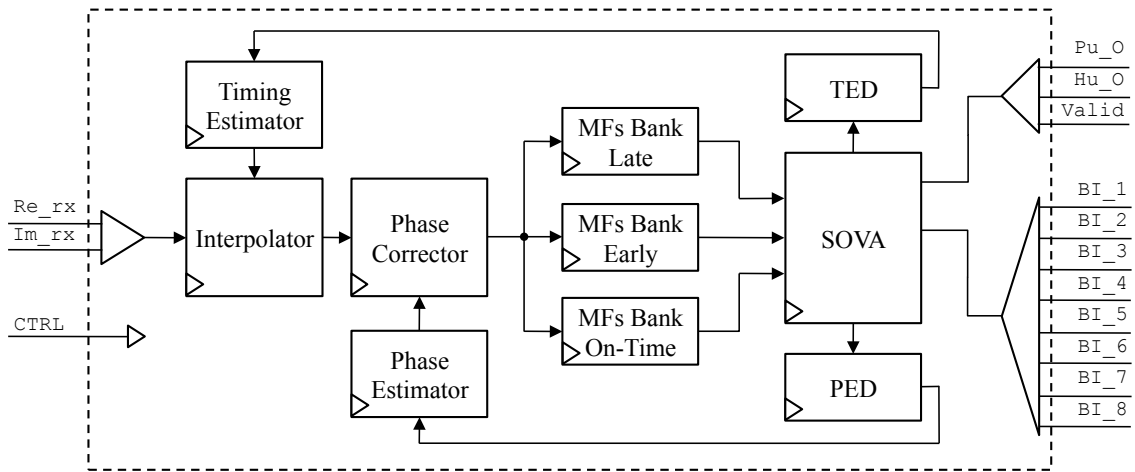 Timing
Estimator
TED
Pu_O
Hu_O
Valid
MFs Bank
Late
Re_rx
Im_rx
Interpolator
Phase
Corrector
MFs Bank
Early
SOVA
BI_1
BI_2
BI_3
BI_4
BI_5
BI_6
BI_7
BI_8
CTRL
MFs Bank
On-Time
Phase
Estimator
PED